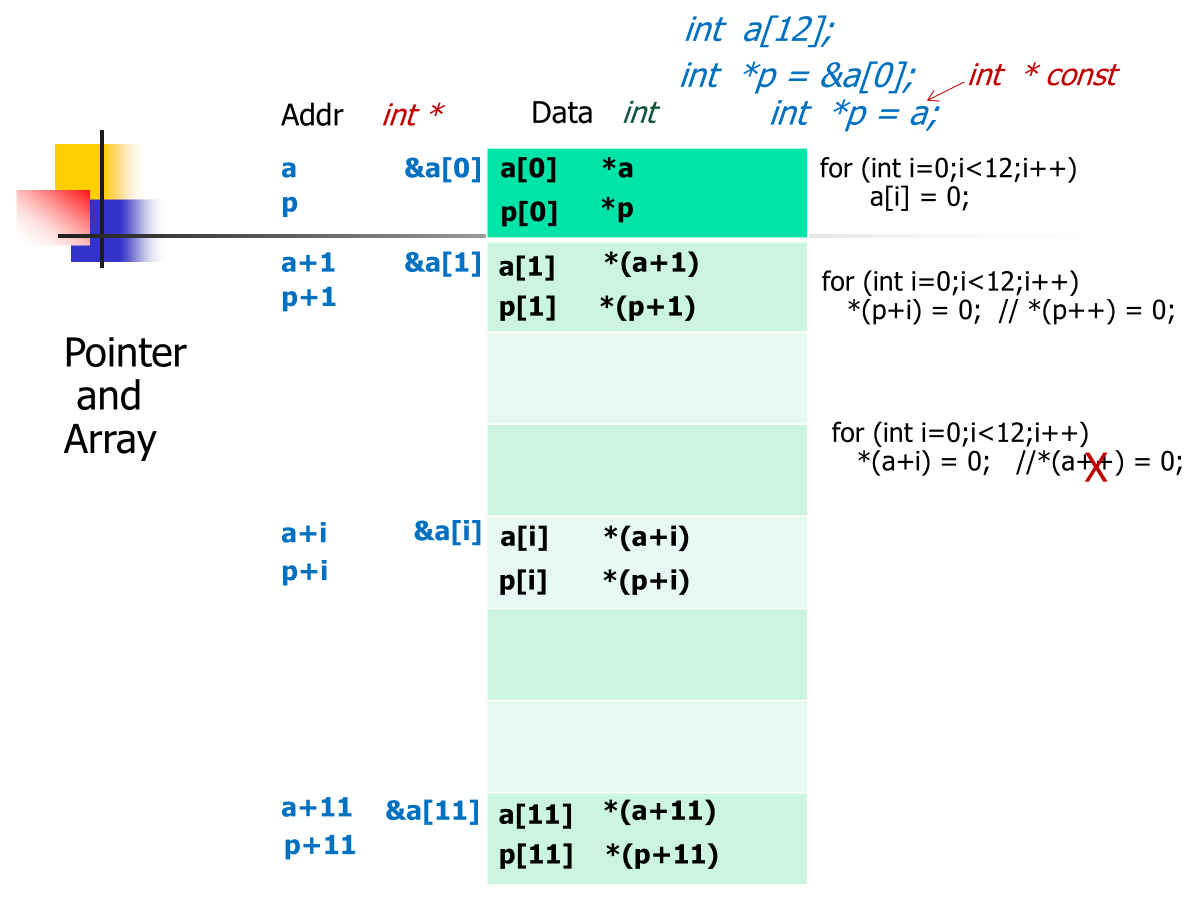 int a[12];
int *p = &a[0];
int * const
int *p = a;
Addr int * Data int
a &a[0] a[0] *a
p p[0] *p
for (int i=0;i<12;i++)
a[i] = 0;
a+1 &a[1] a[1] *(a+1)
p+1 p[1] *(p+1)
for (int i=0;i<12;i++)
*(p+i) = 0; // *(p++) = 0;
Pointer
and
Array
for (int i=0;i<12;i++)
*(a+i) = 0; //*(a++) = 0;
X
a+i &a[i] a[i] *(a+i)
p+i p[i] *(p+i)
a+11 &a[11] a[11] *(a+11)
p+11 p[11] *(p+11)